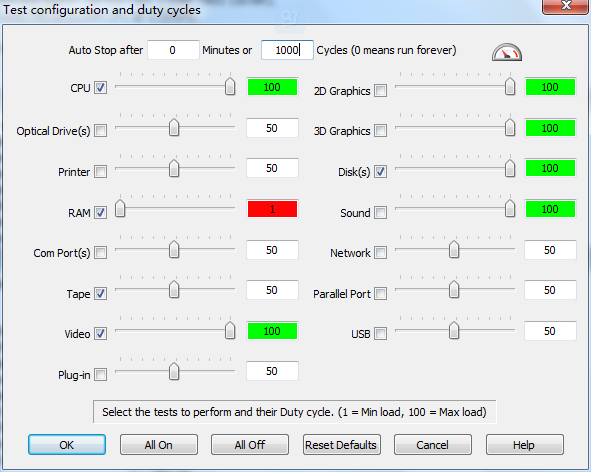 Test configuration and duty cycles
Auto Stop after 0 Minutes or 1000 Cycles (0 means run forever)
CPU 100
2D Graphics 100
Optical Drive(s) 50
3D Graphics 100
Printer 50
Disk(s) 100
RAM 1
Sound 100
Com Port(s) 50
Network 50
Tape 50
Parallel Port 50
Video 100
USB 50
Plug-in 50
Select the tests to perform and their Duty cycle. (1 = Min load, 100 = Max load)
OK All On All Off Reset Defaults Cancel Help